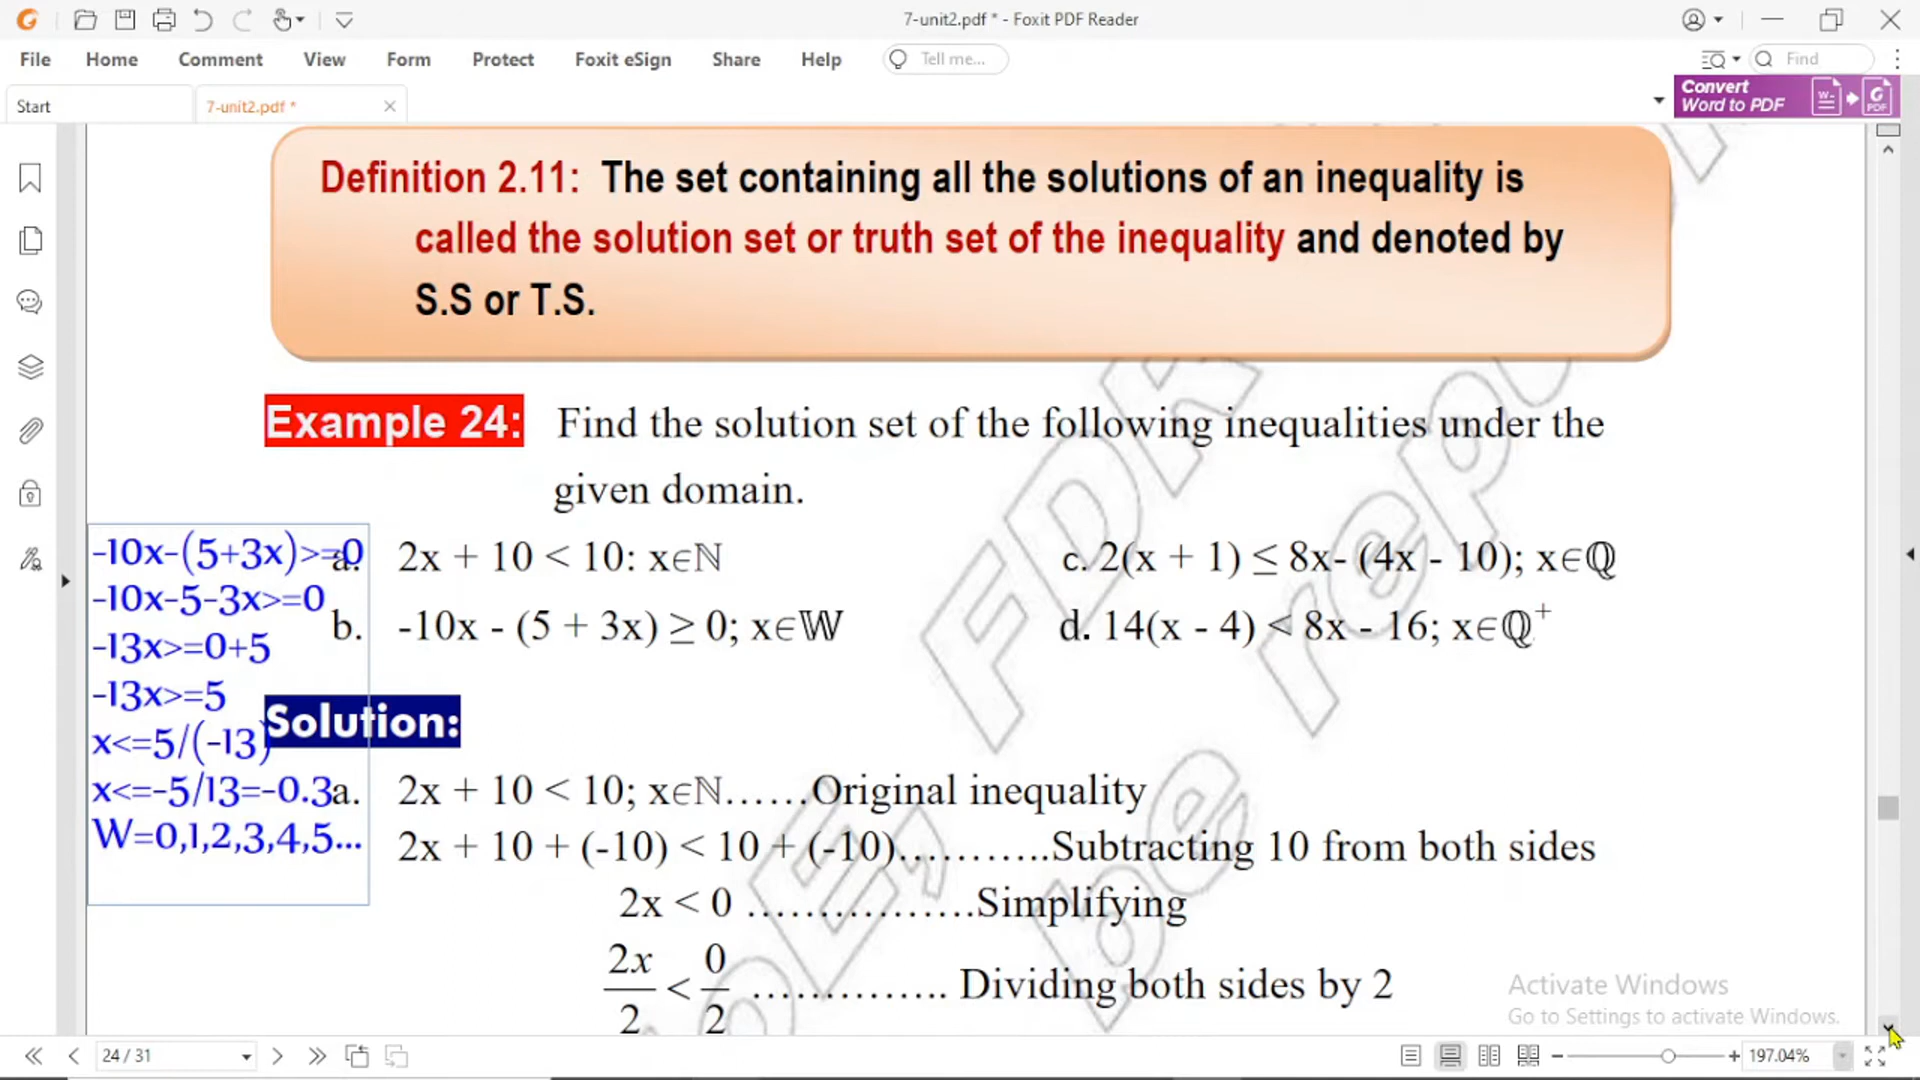 7-unit2.pdf * - Foxit PDF Reader
File Home Comment View Form Protect Foxit eSign Share Help Tell me... Find
Start 7-unit2.pdf * Convert Word to PDF
Definition 2.11: The set containing all the solutions of an inequality is
called the solution set or truth set of the inequality and denoted by
S.S or T.S.
Example 24: Find the solution set of the following inequalities under the
given domain.
a. 2x + 10 < 10: x∈ℕ
c. 2(x + 1) ≤ 8x- (4x - 10); x∈ℚ
b. -10x - (5 + 3x) ≥ 0; x∈𝕎
d. 14(x - 4) < 8x - 16; x∈ℚ⁺
-10x-(5+3x)>=0
-10x-5-3x>=0
-13x>=0+5
-13x>=5
x<=5/(-13)
x<=-5/13=-0.3
W=0,1,2,3,4,5...
Solution:
a. 2x + 10 < 10; x∈ℕ……Original inequality
2x + 10 + (-10) < 10 + (-10)………..Subtracting 10 from both sides
2x < 0 …………….Simplifying
2x/2 < 0/2 ………….. Dividing both sides by 2
FDRE
MoE,
be repr
Activate Windows
Go to Settings to activate Windows.
24 / 31 197.04%